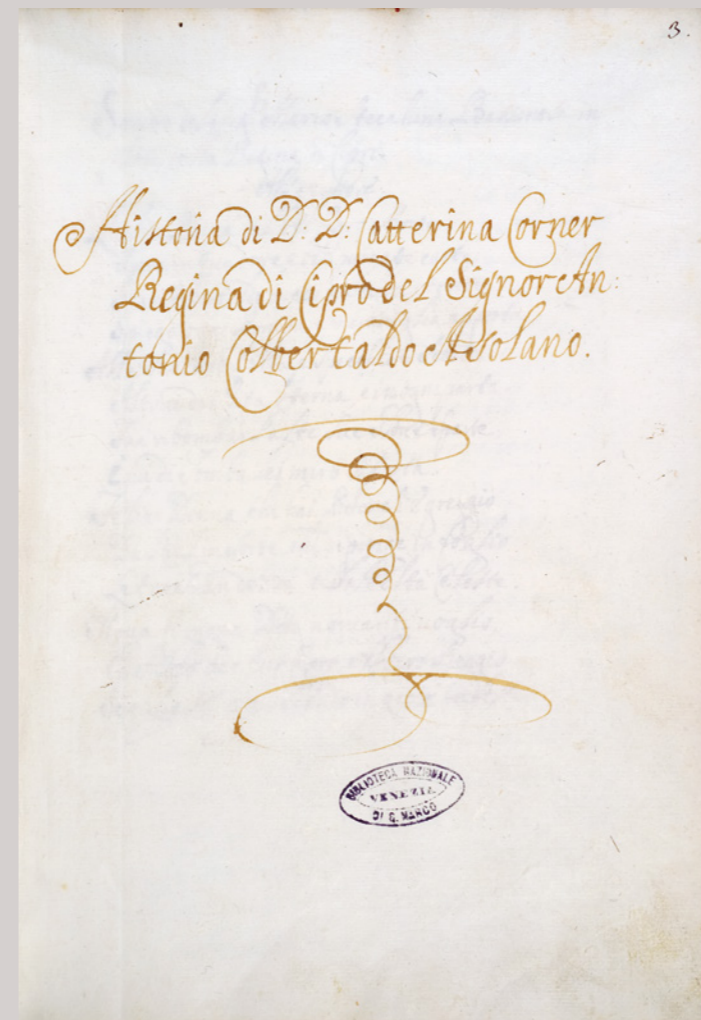 3.
Historia di D: D: Catterina Corner
Regina di Cipro del Signor An:
tonio Colbertaldo Asolano.
BIBLIOTECA NAZIONALE
VENEZIA
DI S. MARCO